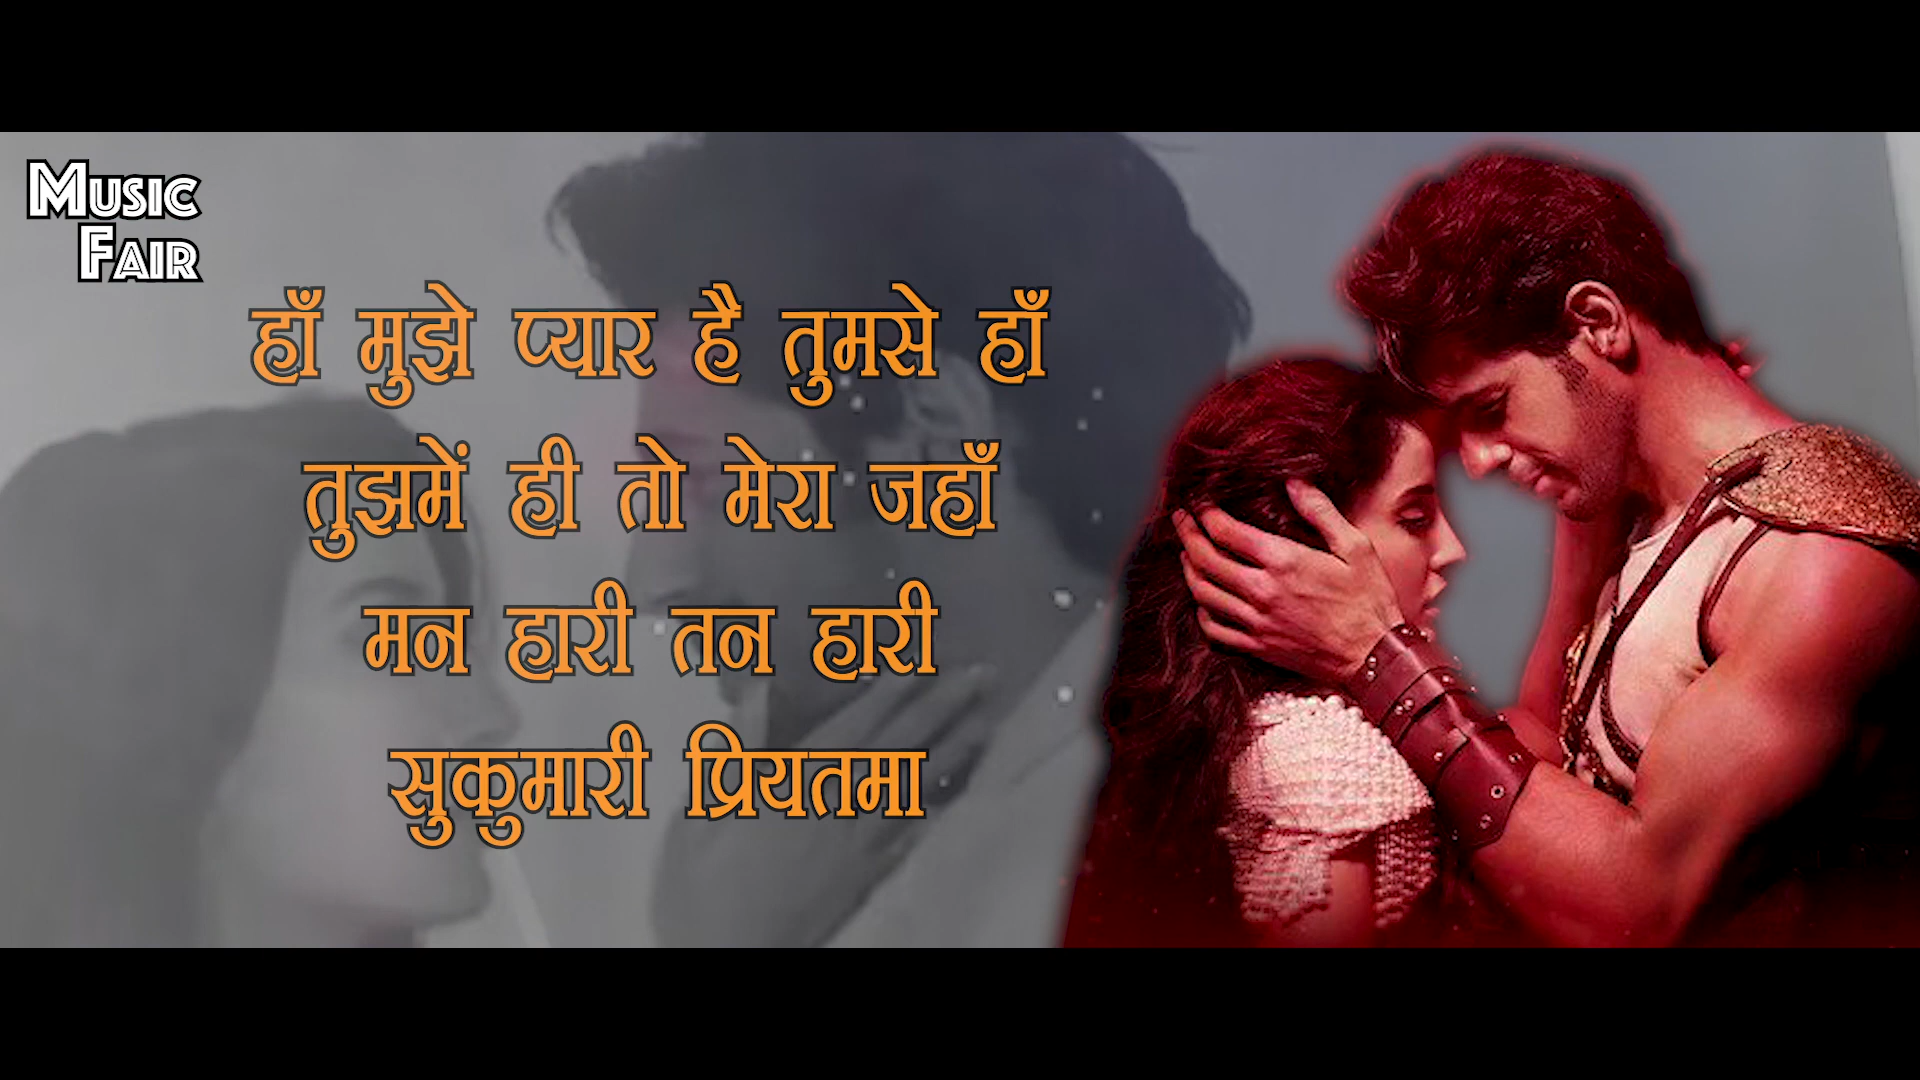 MUSIC
FAIR
हाँ मुझे प्यार है तुमसे हाँ
तुझमें ही तो मेरा जहाँ
मन हारी तन हारी
सुकुमारी प्रियतमा